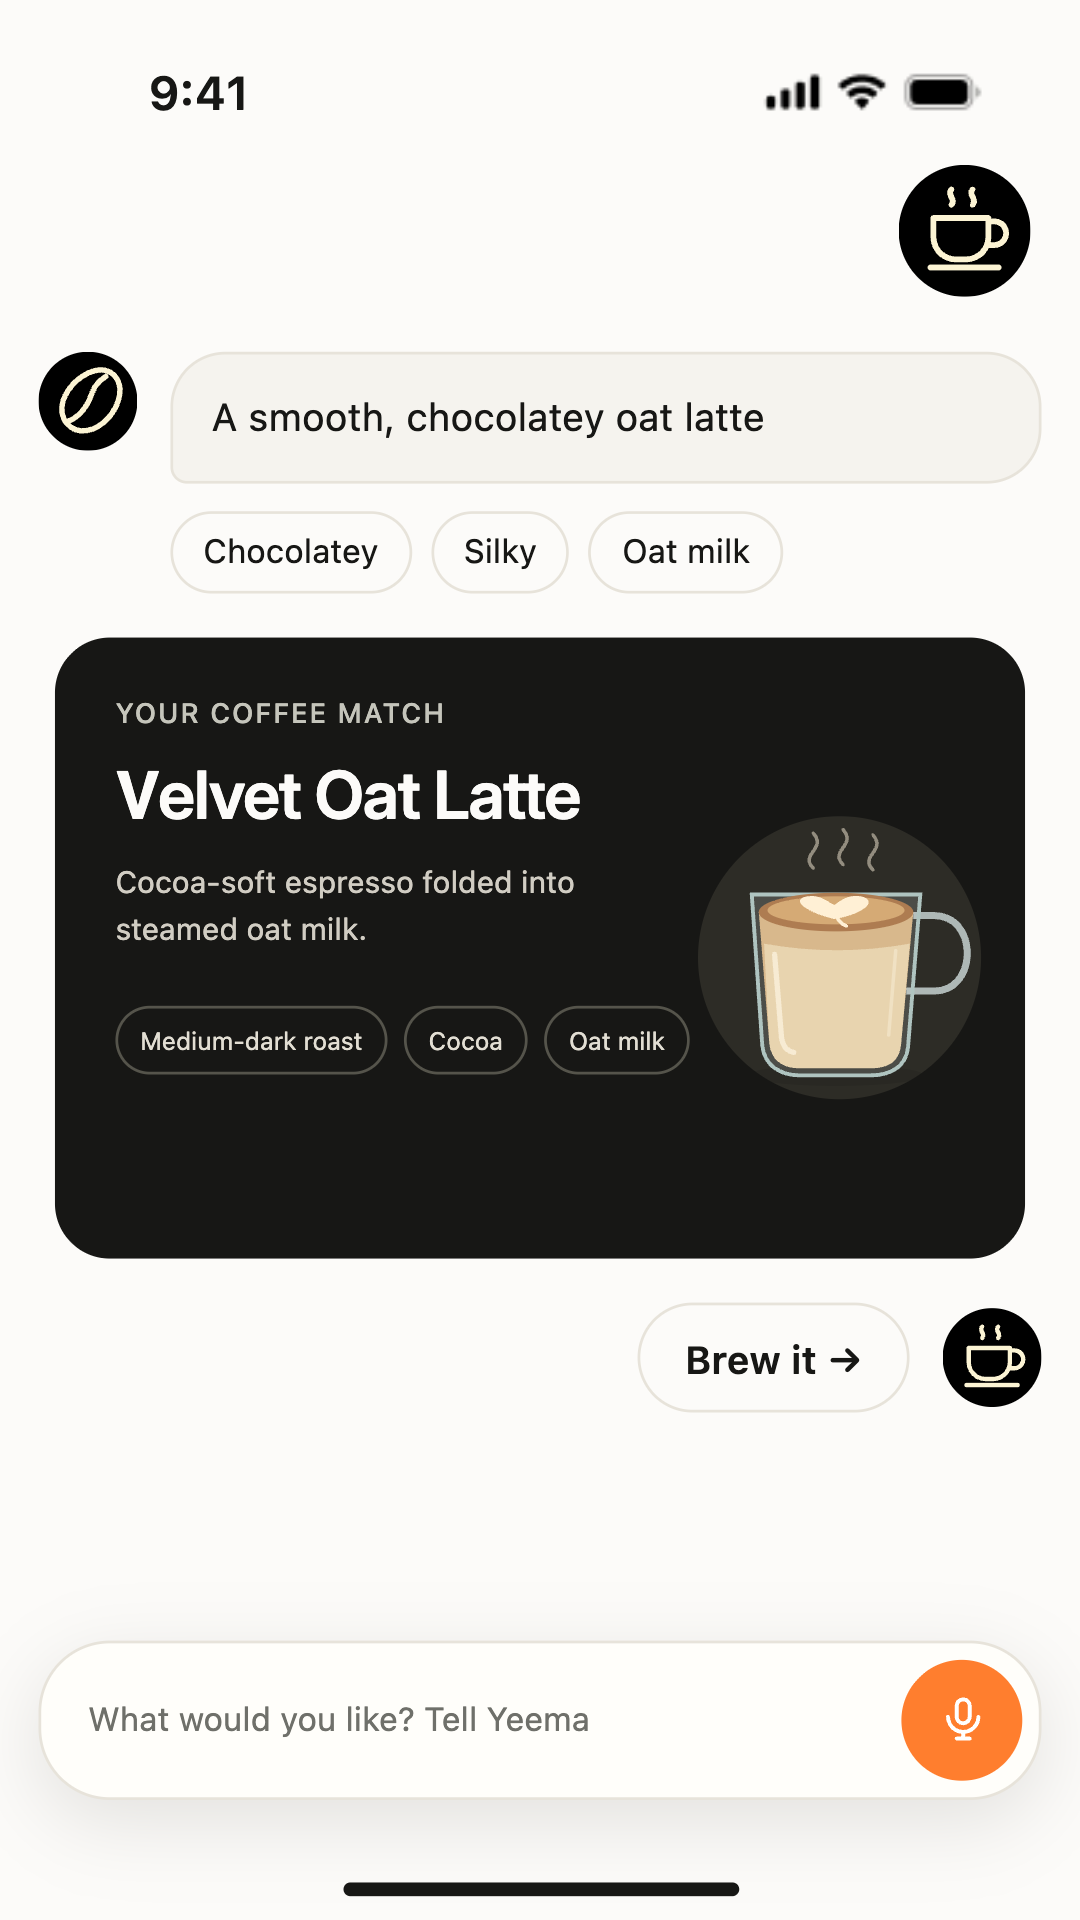 9:41
A smooth, chocolatey oat latte
Chocolatey
Silky
Oat milk
YOUR COFFEE MATCH
Velvet Oat Latte
Cocoa-soft espresso folded into
steamed oat milk.
Medium-dark roast
Cocoa
Oat milk
Brew it →
What would you like? Tell Yeema